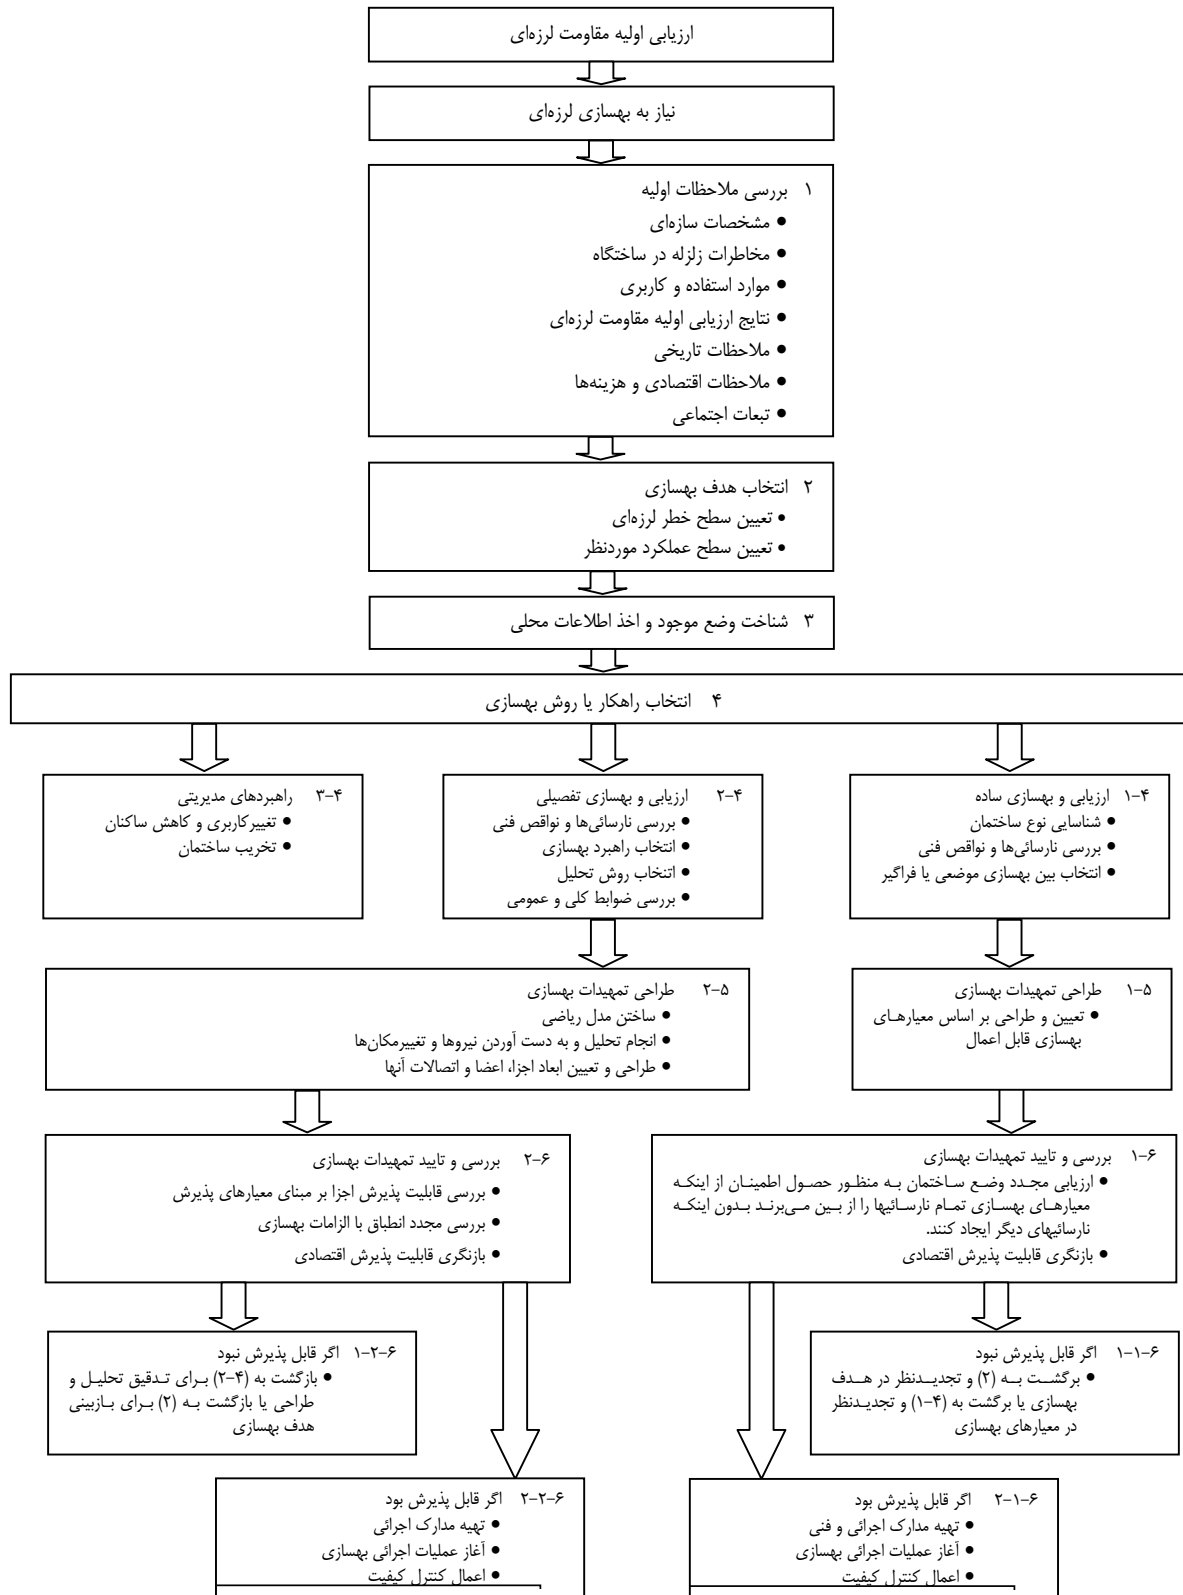 ارزیابی اولیه مقاومت لرزه‌ای
نیاز به بهسازی لرزه‌ای
۱ بررسی ملاحظات اولیه
● مشخصات سازه‌ای
● مخاطرات زلزله در ساختگاه
● موارد استفاده و کاربری
● نتایج ارزیابی اولیه مقاومت لرزه‌ای
● ملاحظات تاریخی
● ملاحظات اقتصادی و هزینه‌ها
● تبعات اجتماعی
۲ انتخاب هدف بهسازی
● تعیین سطح خطر لرزه‌ای
● تعیین سطح عملکرد موردنظر
۳ شناخت وضع موجود و اخذ اطلاعات محلی
۴ انتخاب راهکار یا روش بهسازی
۴-۱ ارزیابی و بهسازی ساده
● شناسایی نوع ساختمان
● بررسی نارسائی‌ها و نواقص فنی
● انتخاب بین بهسازی موضعی یا فراگیر
۴-۲ ارزیابی و بهسازی تفصیلی
● بررسی نارسائی‌ها و نواقص فنی
● انتخاب راهبرد بهسازی
● اتنخاب روش تحلیل
● بررسی ضوابط کلی و عمومی
۴-۳ راهبردهای مدیریتی
● تغییرکاربری و کاهش ساکنان
● تخریب ساختمان
۵-۱ طراحی تمهیدات بهسازی
● تعیین و طراحی بر اساس معیارهای
بهسازی قابل اعمال
۵-۲ طراحی تمهیدات بهسازی
● ساختن مدل ریاضی
● انجام تحلیل و به دست آوردن نیروها و تغییرمکان‌ها
● طراحی و تعیین ابعاد اجزا، اعضا و اتصالات آنها
۶-۱ بررسی و تایید تمهیدات بهسازی
● ارزیابی مجدد وضع ساختمان به منظور حصول اطمینان از اینکه
معیارهای بهسازی تمام نارسائیها را از بین می‌برند بدون اینکه
نارسائیهای دیگر ایجاد کنند.
● بازنگری قابلیت پذیرش اقتصادی
۶-۲ بررسی و تایید تمهیدات بهسازی
● بررسی قابلیت پذیرش اجزا بر مبنای معیارهای پذیرش
● بررسی مجدد انطباق با الزامات بهسازی
● بازنگری قابلیت پذیرش اقتصادی
۶-۱-۱ اگر قابل پذیرش نبود
● برگشت به (۲) و تجدیدنظر در هدف
بهسازی یا برگشت به (۴-۱) و تجدیدنظر
در معیارهای بهسازی
۶-۲-۱ اگر قابل پذیرش نبود
● بازگشت به (۴-۲) برای تدقیق تحلیل و
طراحی یا بازگشت به (۲) برای بازبینی
هدف بهسازی
۶-۱-۲ اگر قابل پذیرش بود
● تهیه مدارک اجرائی و فنی
● آغاز عملیات اجرائی بهسازی
● اعمال کنترل کیفیت
۶-۲-۲ اگر قابل پذیرش بود
● تهیه مدارک اجرائی
● آغاز عملیات اجرائی بهسازی
● اعمال کنترل کیفیت